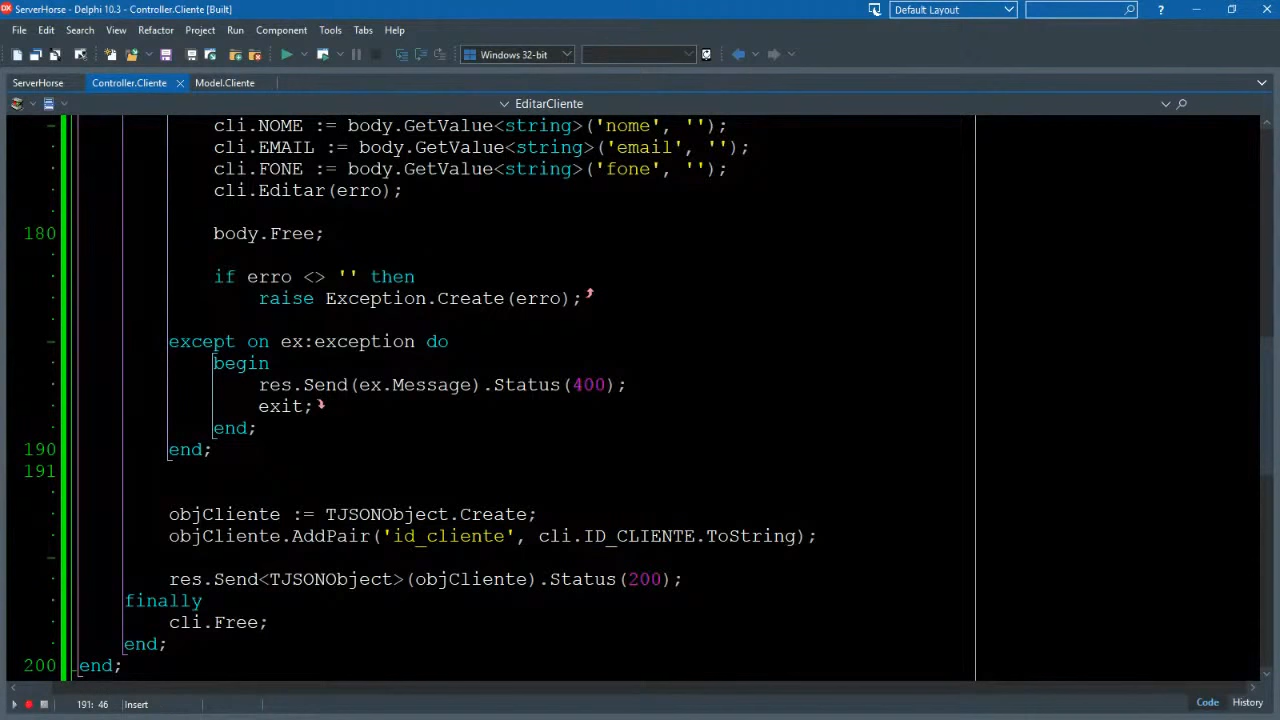 ServerHorse - Delphi 10.3 - Controller.Cliente [Built]
Default Layout
?
File Edit Search View Refactor Project Run Component Tools Tabs Help
Windows 32-bit
ServerHorse Controller.Cliente Model.Cliente
EditarCliente
cli.NOME := body.GetValue<string>('nome', '');
cli.EMAIL := body.GetValue<string>('email', '');
cli.FONE := body.GetValue<string>('fone', '');
cli.Editar(erro);
180 body.Free;
if erro <> '' then
raise Exception.Create(erro);
except on ex:exception do
begin
res.Send(ex.Message).Status(400);
exit;
end;
190 end;
191
objCliente := TJSONObject.Create;
objCliente.AddPair('id_cliente', cli.ID_CLIENTE.ToString);
res.Send<TJSONObject>(objCliente).Status(200);
finally
cli.Free;
end;
200 end;
191: 46 Insert Code History